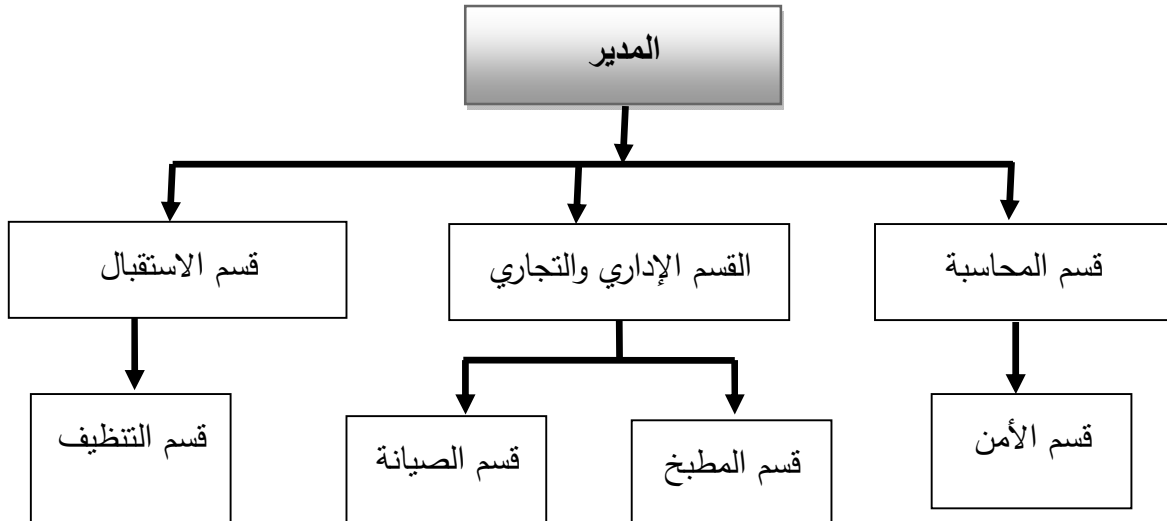 المدير
قسم المحاسبة
القسم الإداري والتجاري
قسم الاستقبال
قسم الأمن
قسم المطبخ
قسم الصيانة
قسم التنظيف